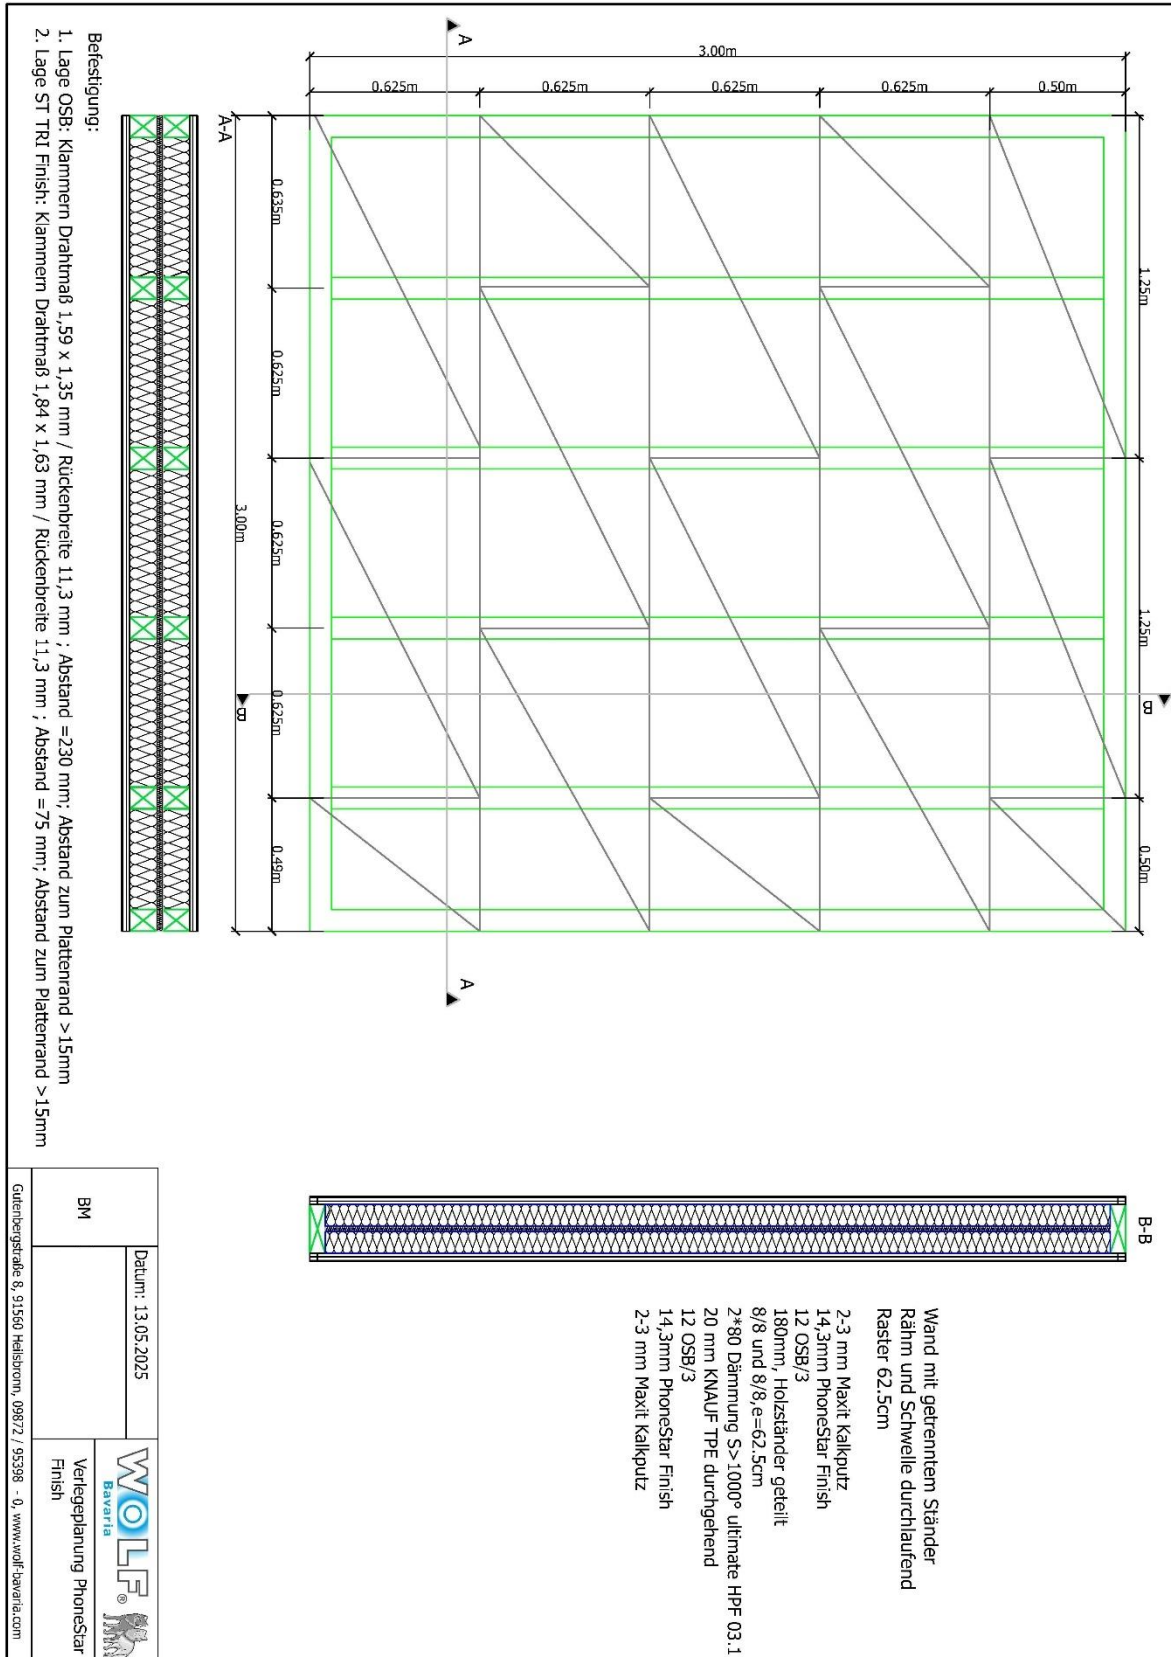 3.00m
0.625m
0.625m
0.625m
0.625m
0.50m
A
A-A
0.635m
0.625m
0.625m
0.625m
0.49m
3.00m
1.25m
1.25m
0.50m
B
B
A
Befestigung:
1. Lage OSB: Klammern Drahtmaß 1,59 x 1,35 mm / Rückenbreite 11,3 mm ; Abstand =230 mm; Abstand zum Plattenrand >15mm
2. Lage ST TRI Finish: Klammern Drahtmaß 1,84 x 1,63 mm / Rückenbreite 11,3 mm ; Abstand =75 mm; Abstand zum Plattenrand >15mm
B-B
Wand mit getrenntem Ständer
Rähm und Schwelle durchlaufend
Raster 62.5cm
2-3 mm Maxit Kalkputz
14,3mm PhoneStar Finish
12 OSB/3
180mm, Holzständer geteilt
8/8 und 8/8,e=62.5cm
2*80 Dämmung S>1000° ultimate HPF 03.1
20 mm KNAUF TPE durchgehend
12 OSB/3
14,3mm PhoneStar Finish
2-3 mm Maxit Kalkputz
BM
Datum: 13.05.2025
WOLF®
Bavaria
Verlegeplanung PhoneStar
Finish
Gutenbergstraße 8, 91560 Heilsbronn, 09872 / 95398 - 0, www.wolf-bavaria.com